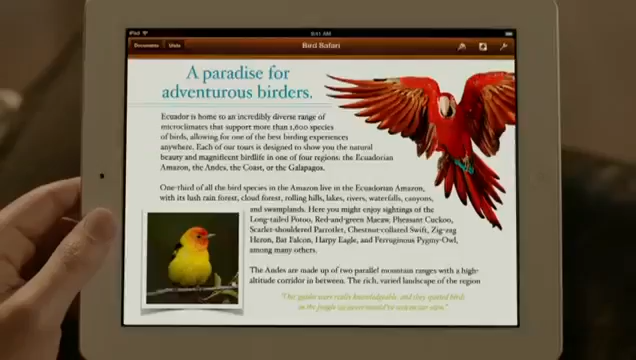 iPad
9:41 AM
Documents
Undo
Bird Safari
A paradise for
adventurous birders.
Ecuador is home to an incredibly diverse range of
microclimates that support more than 1,600 species
of birds, allowing for one of the best birding experiences
anywhere. Each of our tours is designed to show you the natural
beauty and magnificent birdlife in one of four regions: the Ecuadorian
Amazon, the Andes, the Coast, or the Galapagos.
One-third of all the bird species in the Amazon live in the Ecuadorian Amazon,
with its lush rain forest, cloud forest, rolling hills, lakes, rivers, waterfalls, canyons,
and swamplands. Here you might enjoy sightings of the
Long-tailed Potoo, Red-and-green Macaw, Pheasant Cuckoo,
Scarlet-shouldered Parrotlet, Chestnut-collared Swift, Zig-zag
Heron, Bat Falcon, Harpy Eagle, and Ferruginous Pygmy-Owl,
among many others.
The Andes are made up of two parallel mountain ranges with a high-
altitude corridor in between. The rich, varied landscape of the region
"Our guides were really knowledgable, and they spotted birds
in the jungle